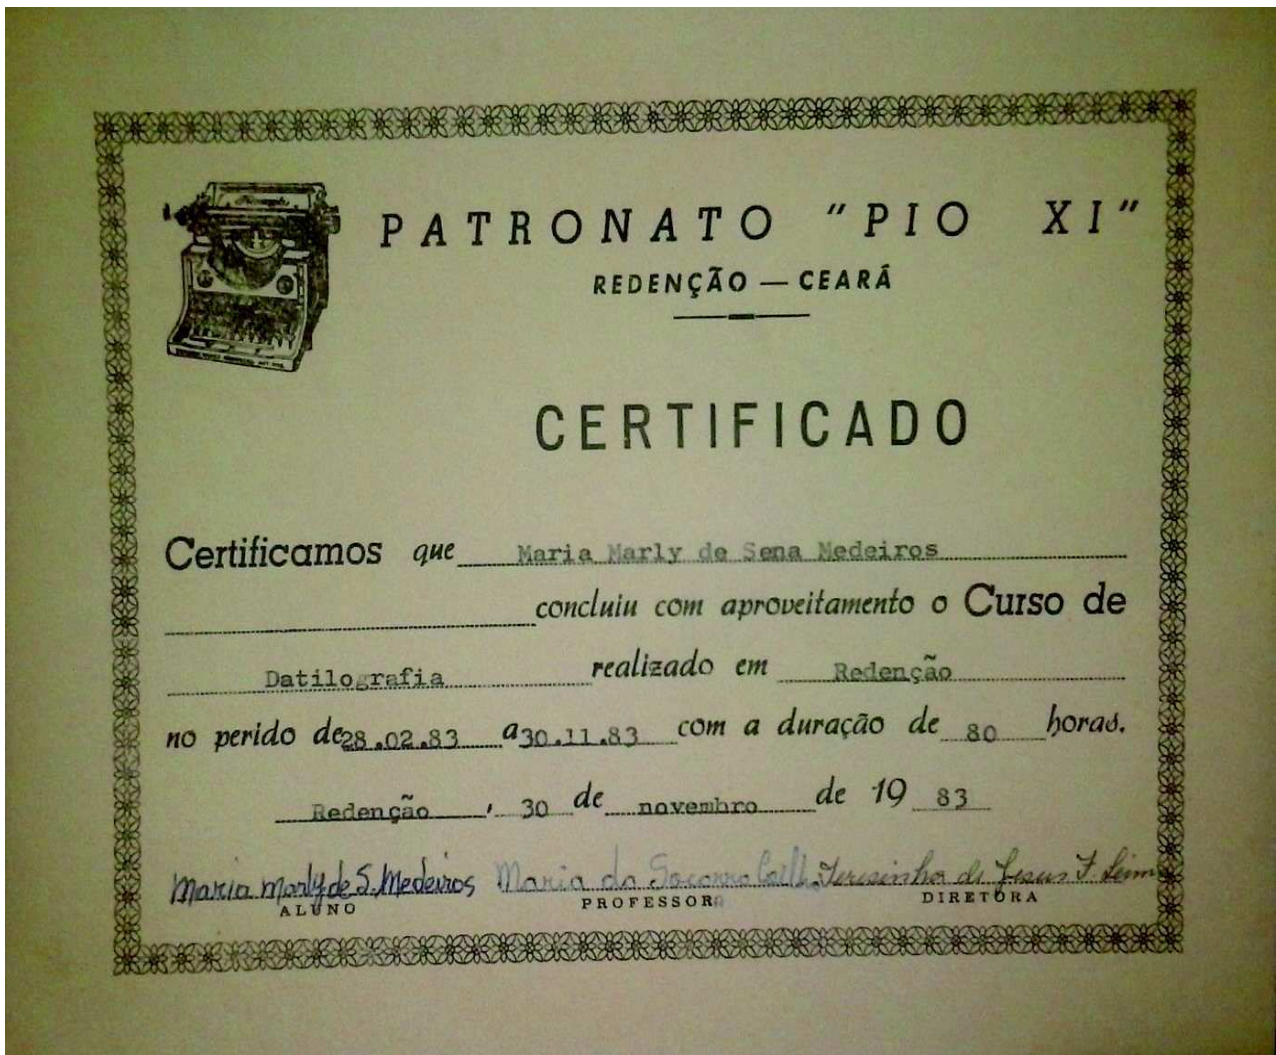 PATRONATO "PIO XI"
REDENÇÃO — CEARÁ
CERTIFICADO
Certificamos que Maria Marly de Sena Medeiros
concluiu com aproveitamento o Curso de
Datilografia realizado em Redenção
no perido de 28.02.83 a 30.11.83 com a duração de 80 horas.
Redenção, 30 de novembro de 19 83
Maria Marly de S. Medeiros Maria do Socorro Teresinha de Jesus F.
ALUNO PROFESSORa DIRETORA